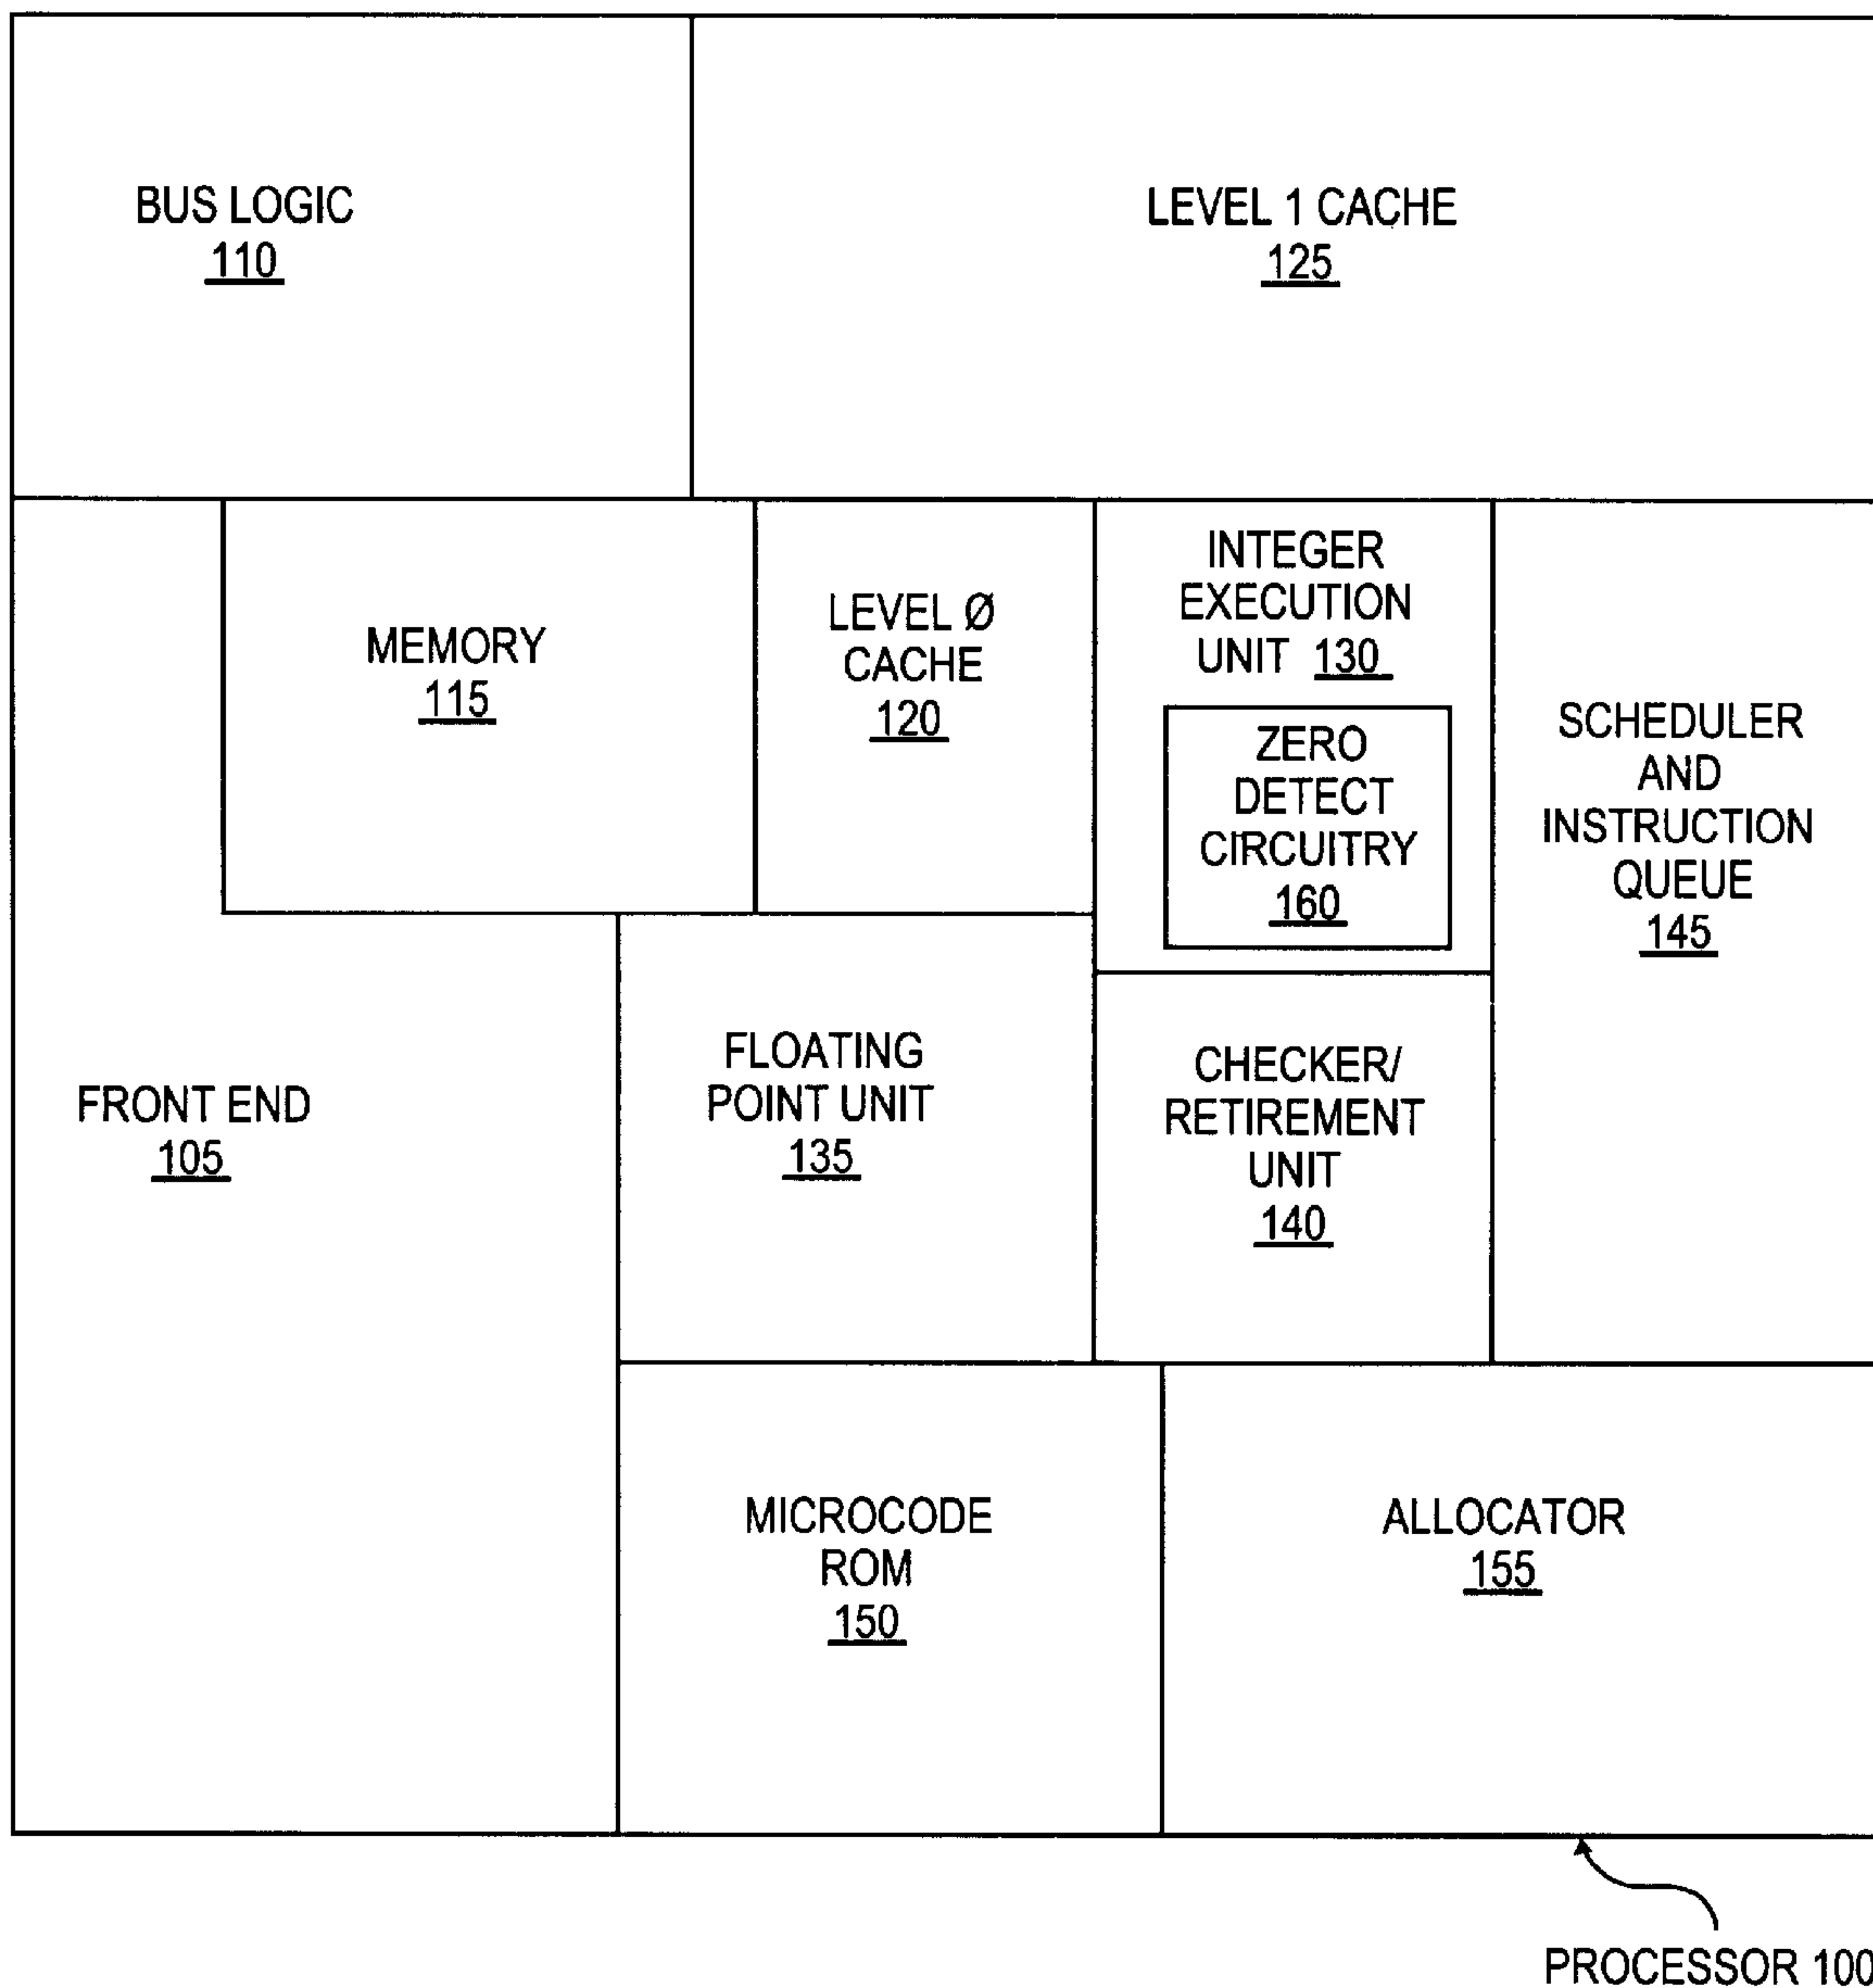 BUS LOGIC
110
LEVEL 1 CACHE
125
MEMORY
115
LEVEL Ø
CACHE
120
INTEGER
EXECUTION
UNIT 130
ZERO
DETECT
CIRCUITRY
160
SCHEDULER
AND
INSTRUCTION
QUEUE
145
FRONT END
105
FLOATING
POINT UNIT
135
CHECKER/
RETIREMENT
UNIT
140
MICROCODE
ROM
150
ALLOCATOR
155
PROCESSOR 100